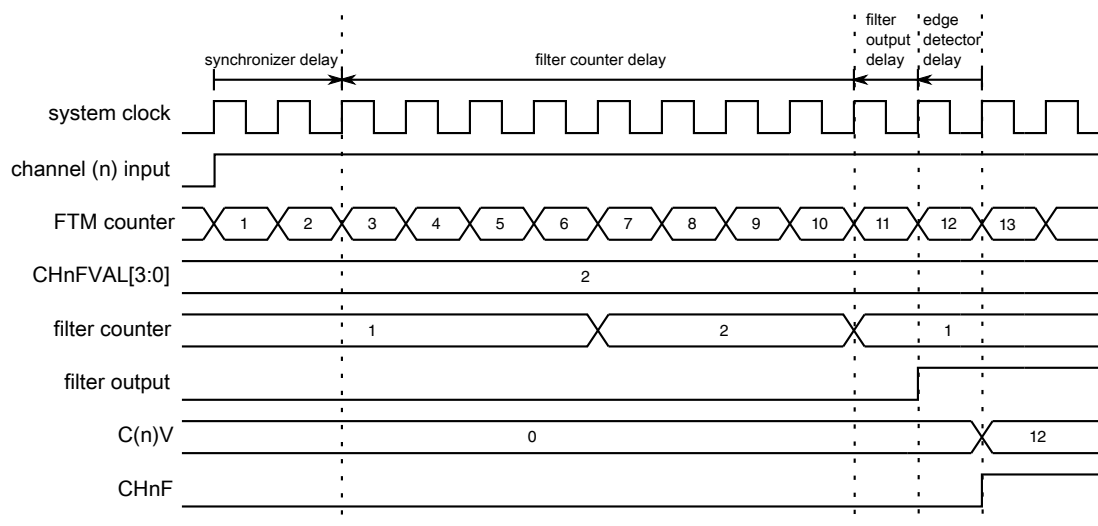 synchronizer delay
filter counter delay
filter
output
delay
edge
detector
delay
system clock
channel (n) input
FTM counter
1 2 3 4 5 6 7 8 9 10 11 12 13
CHnFVAL[3:0]
2
filter counter
1 2 1
filter output
C(n)V
0 12
CHnF